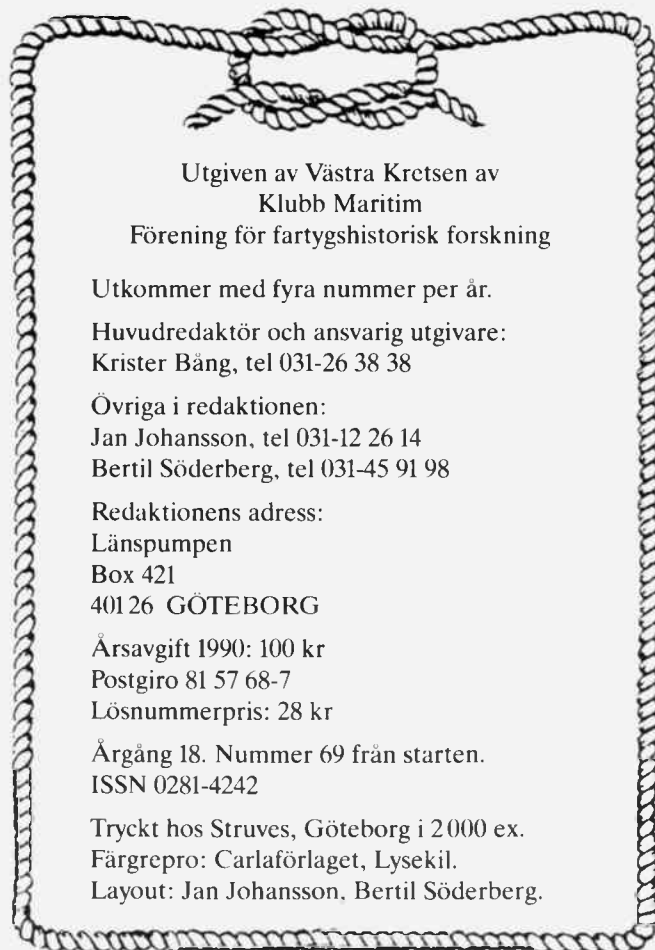 Utgiven av Västra Kretsen av
Klubb Maritim
Förening för fartygshistorisk forskning
Utkommer med fyra nummer per år.
Huvudredaktör och ansvarig utgivare:
Krister Bång, tel 031-26 38 38
Övriga i redaktionen:
Jan Johansson, tel 031-12 26 14
Bertil Söderberg, tel 031-45 91 98
Redaktionens adress:
Länspumpen
Box 421
401 26 GÖTEBORG
Årsavgift 1990: 100 kr
Postgiro 81 57 68-7
Lösnummerpris: 28 kr
Årgång 18. Nummer 69 från starten.
ISSN 0281-4242
Tryckt hos Struves, Göteborg i 2 000 ex.
Färgrepro: Carlaförlaget, Lysekil.
Layout: Jan Johansson, Bertil Söderberg.